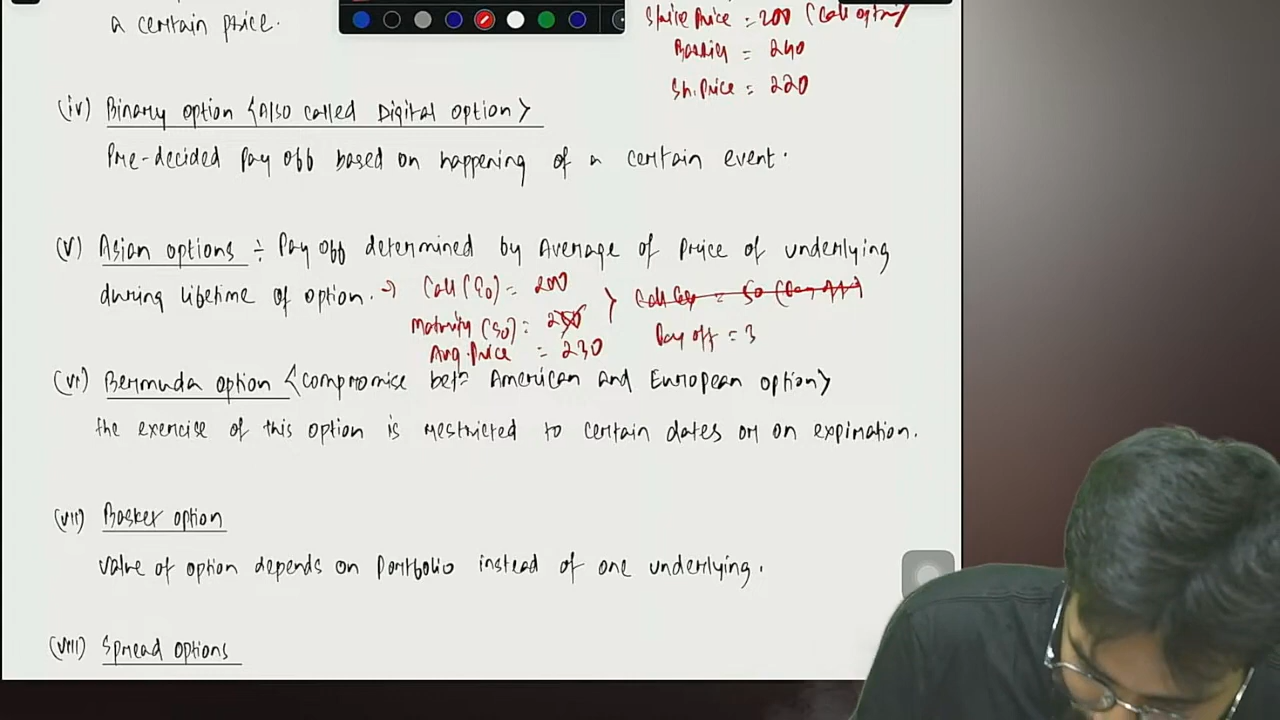 a certain price.
Strike Price = 200 (Call option)
Barrier = 240
Sh. Price = 220
(iv) Binary option {Also called Digital option}
Pre-decided Pay off based on happening of a certain event.
(v) Asian options ÷ Pay off determined by Average of Price of underlying
during lifetime of option. → Call (90) = 200
Maturity (90) = 250
Avg. Price = 230
Pay off = 3
(vi) Bermuda option {compromise betn American and European option}
the exercise of this option is restricted to certain dates or on expiration.
(vii) Basket option
value of option depends on Portfolio instead of one underlying.
(viii) Spread options